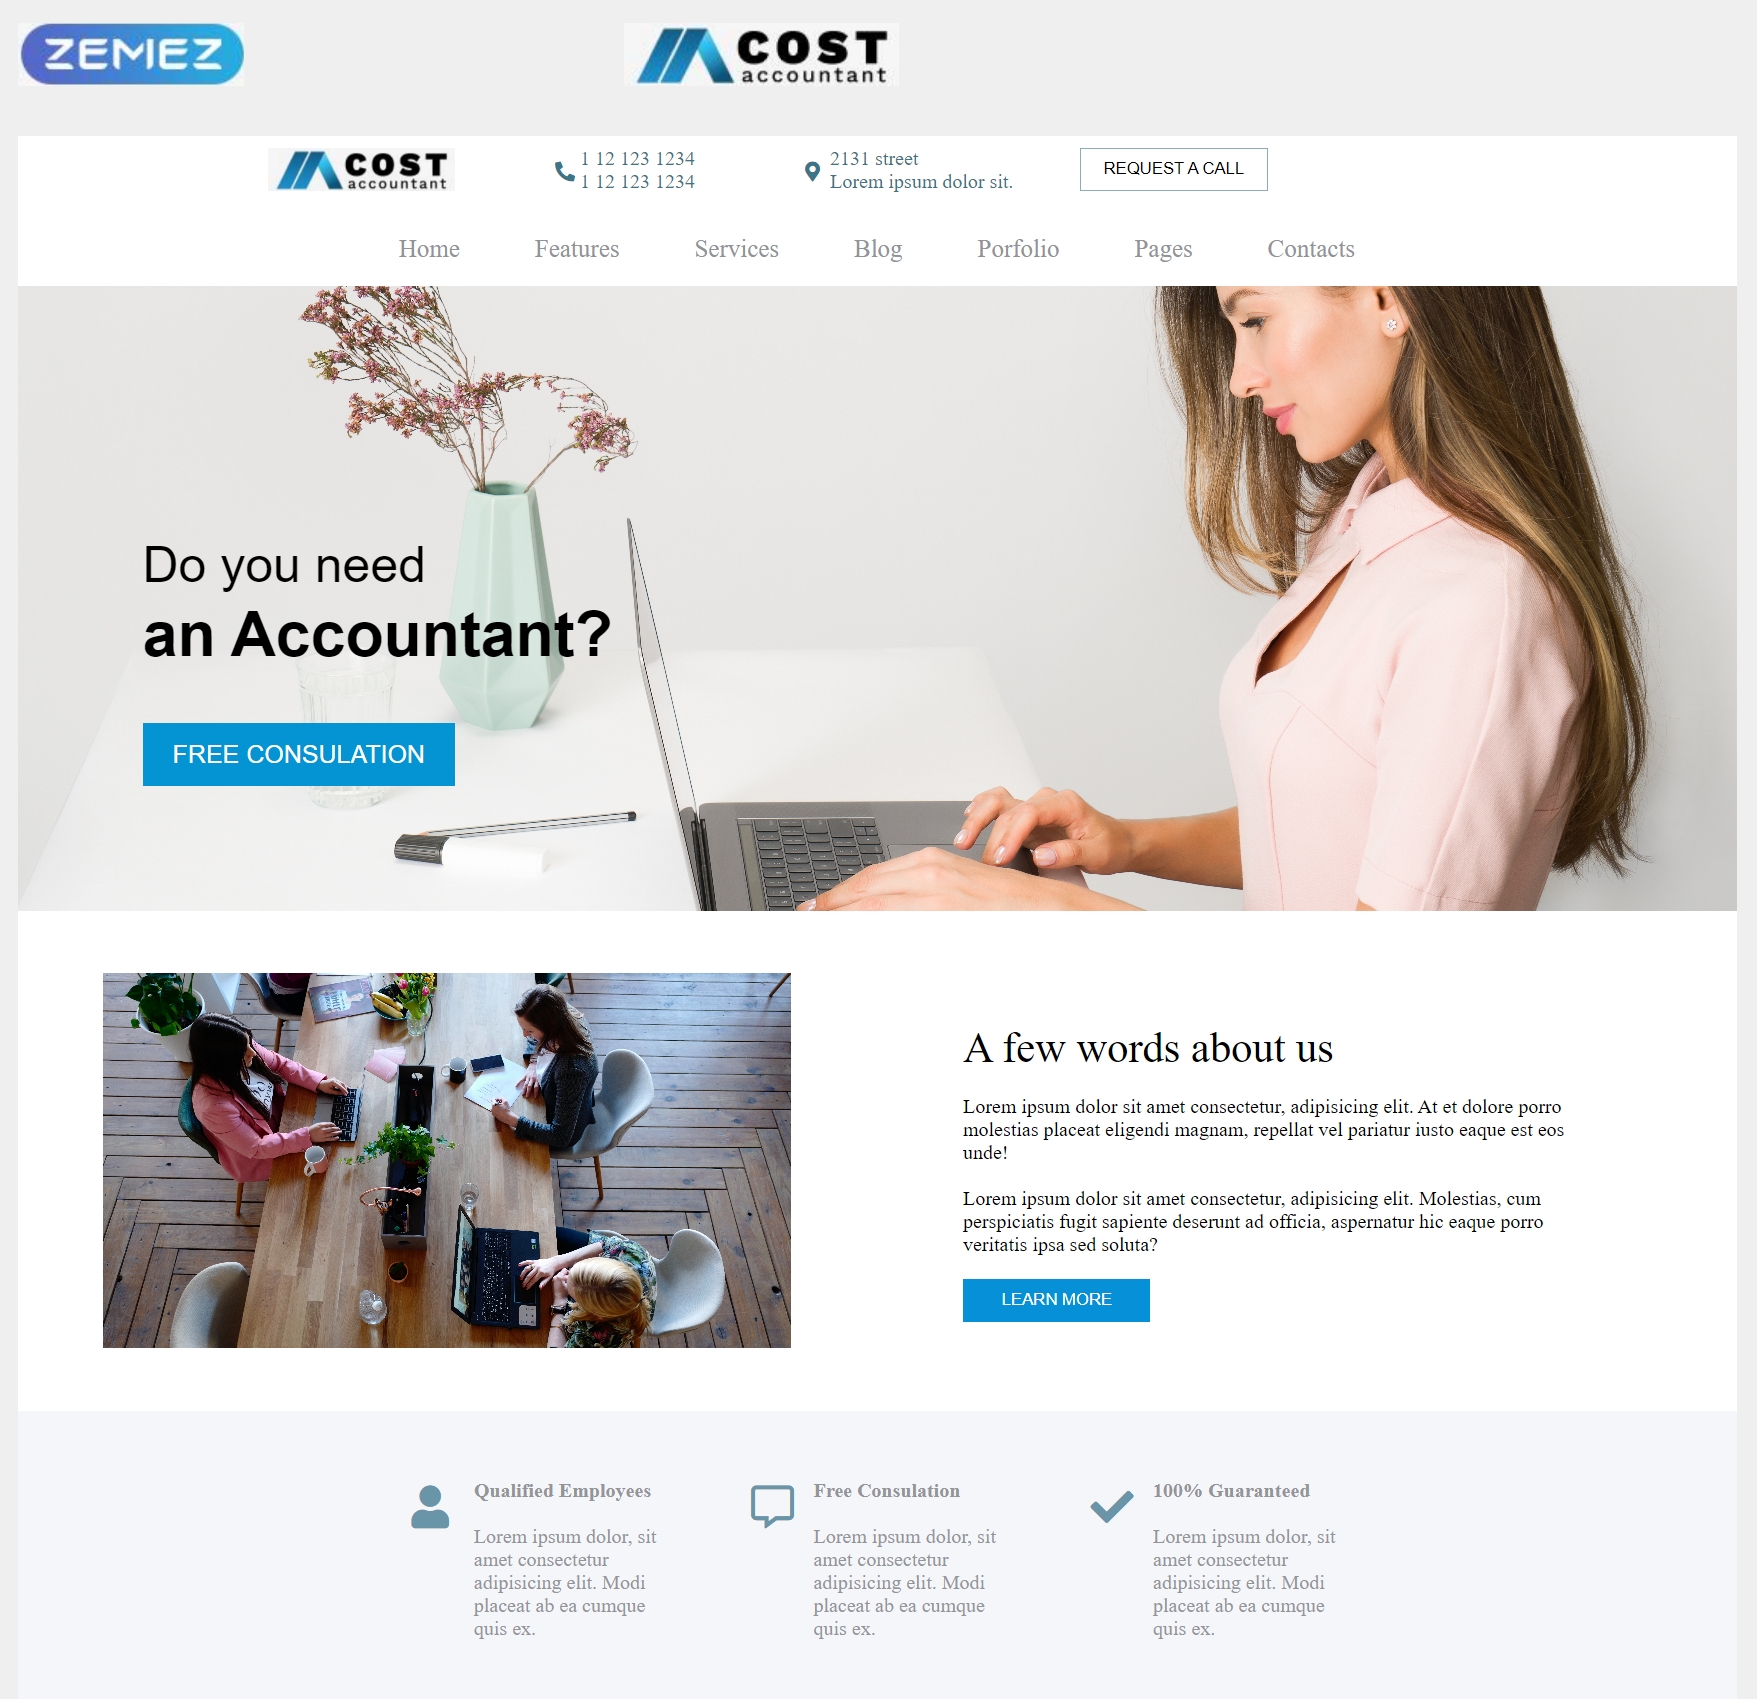 ZEMEZ
COST
accountant
COST
accountant
1 12 123 1234
1 12 123 1234
2131 street
Lorem ipsum dolor sit.
REQUEST A CALL
Home Features Services Blog Porfolio Pages Contacts
Do you need
an Accountant?
FREE CONSULATION
A few words about us
Lorem ipsum dolor sit amet consectetur, adipisicing elit. At et dolore porro
molestias placeat eligendi magnam, repellat vel pariatur iusto eaque est eos
unde!
Lorem ipsum dolor sit amet consectetur, adipisicing elit. Molestias, cum
perspiciatis fugit sapiente deserunt ad officia, aspernatur hic eaque porro
veritatis ipsa sed soluta?
LEARN MORE
Qualified Employees
Lorem ipsum dolor, sit
amet consectetur
adipisicing elit. Modi
placeat ab ea cumque
quis ex.
Free Consulation
Lorem ipsum dolor, sit
amet consectetur
adipisicing elit. Modi
placeat ab ea cumque
quis ex.
100% Guaranteed
Lorem ipsum dolor, sit
amet consectetur
adipisicing elit. Modi
placeat ab ea cumque
quis ex.